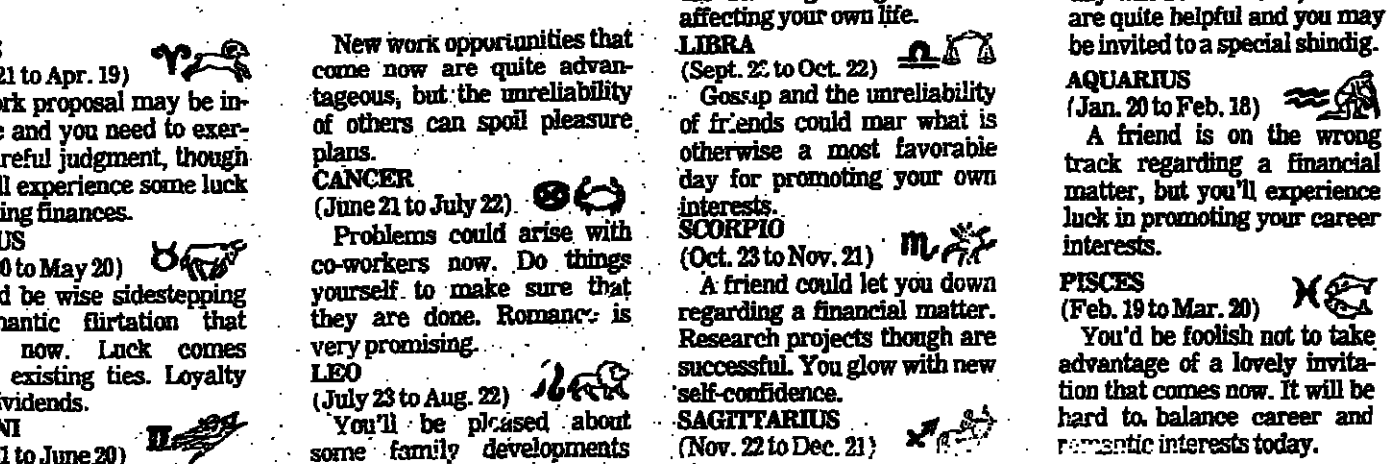 21 to Apr. 19)
ork proposal may be in-
e and you need to exer-
reful judgment, though
ll experience some luck
ing finances.
US
0 to May 20)
d be wise sidestepping
mantic flirtation that
now. Luck comes
existing ties. Loyalty
vidends.
NI
1 to June 20)
New work opportunities that
come now are quite advan-
tageous, but the unreliability
of others can spoil pleasure
plans.
CANCER
(June 21 to July 22)
Problems could arise with
co-workers now. Do things
yourself to make sure that
they are done. Romance is
very promising.
LEO
(July 23 to Aug. 22)
You'll be pleased about
some family developments
affecting your own life.
LIBRA
(Sept. 23 to Oct. 22)
Gossip and the unreliability
of friends could mar what is
otherwise a most favorable
day for promoting your own
interests.
SCORPIO
(Oct. 23 to Nov. 21)
A friend could let you down
regarding a financial matter.
Research projects though are
successful. You glow with new
self-confidence.
SAGITTARIUS
(Nov. 22 to Dec. 21)
are quite helpful and you may
be invited to a special shindig.
AQUARIUS
(Jan. 20 to Feb. 18)
A friend is on the wrong
track regarding a financial
matter, but you'll experience
luck in promoting your career
interests.
PISCES
(Feb. 19 to Mar. 20)
You'd be foolish not to take
advantage of a lovely invita-
tion that comes now. It will be
hard to balance career and
romantic interests today.